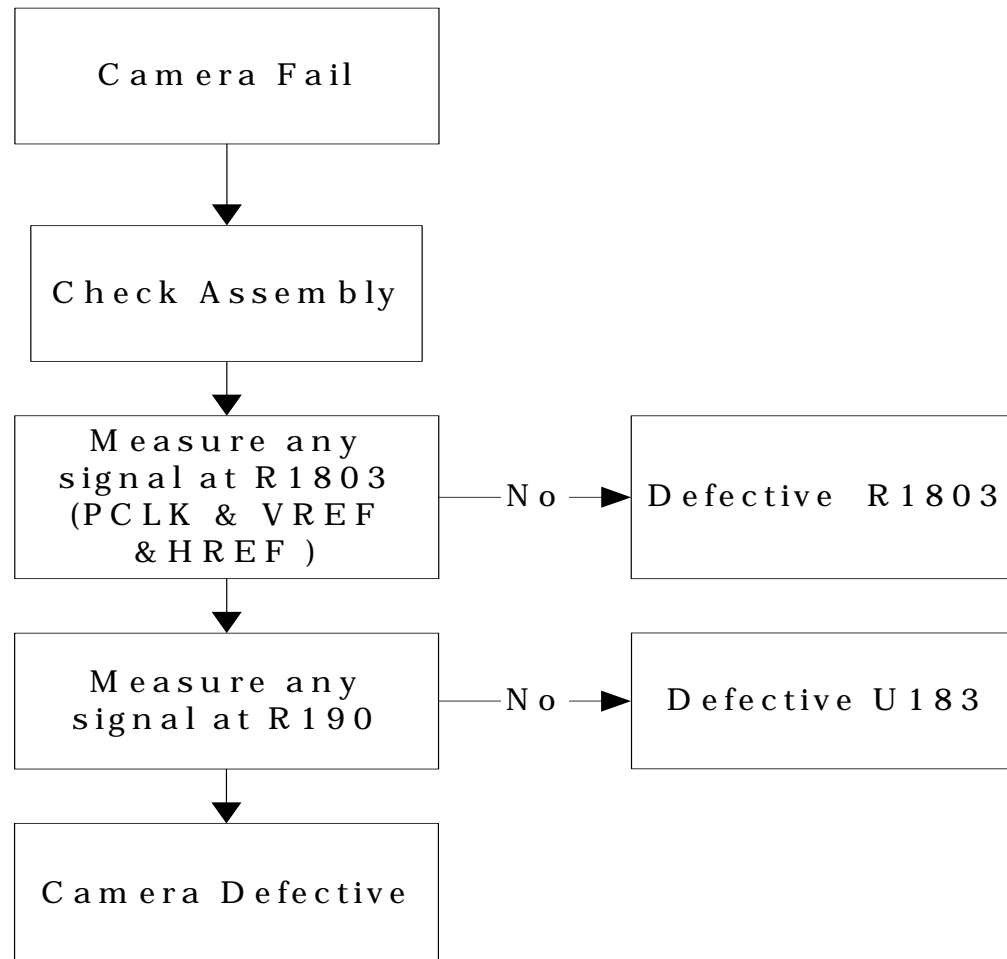 Camera Fail
Check Assembly
Measure any
signal at R1803
(PCLK & VREF
&HREF )
No
Defective R1803
Measure any
signal at R190
No
Defective U183
Camera Defective